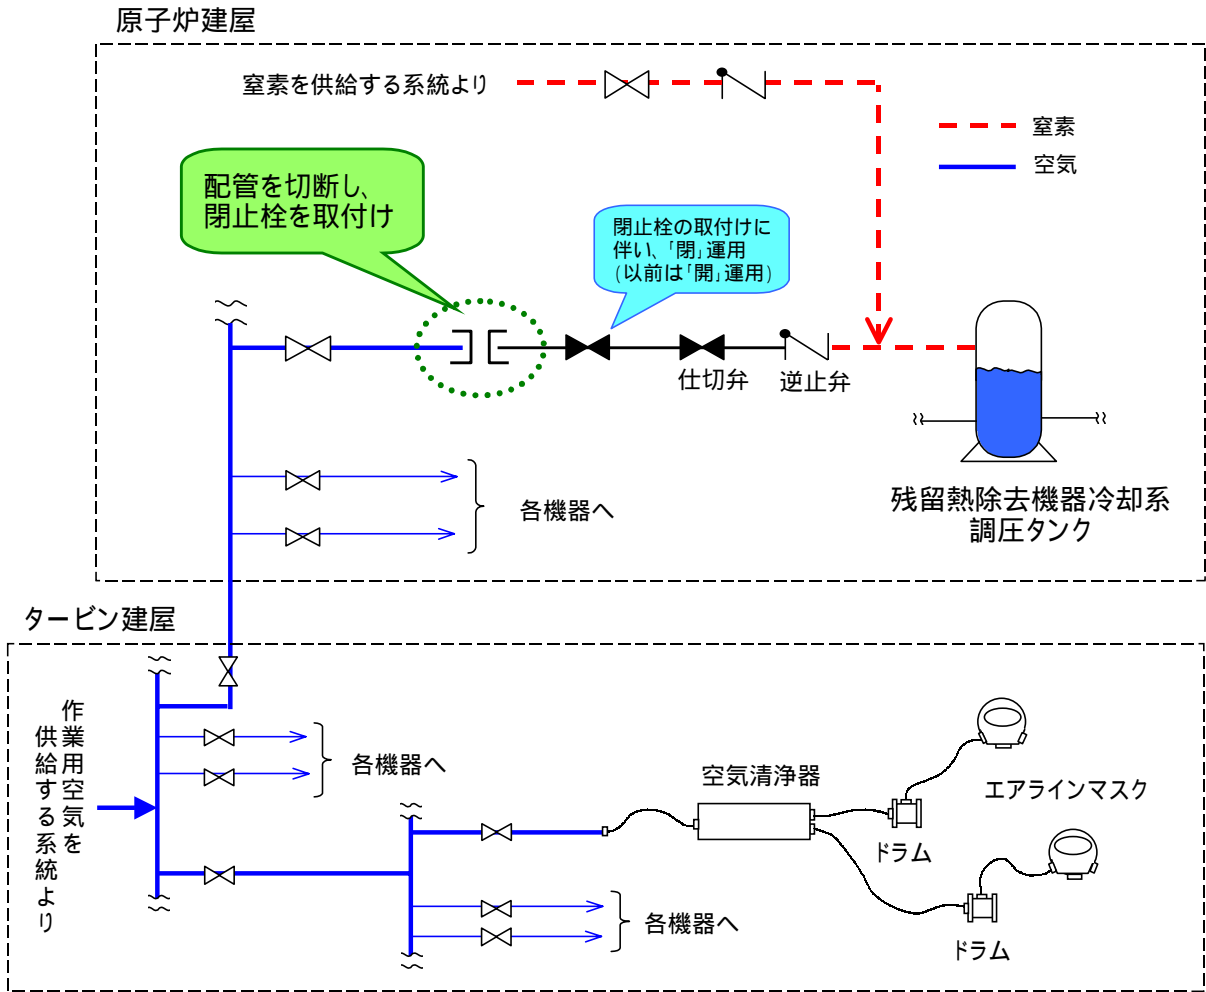 原子炉建屋
窒素を供給する系統より
窒素
空気
配管を切断し、
閉止栓を取付け
閉止栓の取付けに
伴い、「閉」運用
(以前は「開」運用)
仕切弁
逆止弁
各機器へ
残留熱除去機器冷却系
調圧タンク
タービン建屋
作業用空気を
供給する系統より
各機器へ
空気清浄器
エアラインマスク
ドラム
各機器へ
ドラム